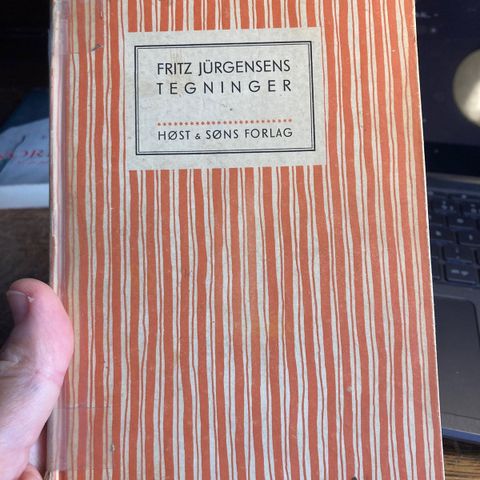 FRITZ JÜRGENSENS
TEGNINGER
HØST & SØNS FORLAG